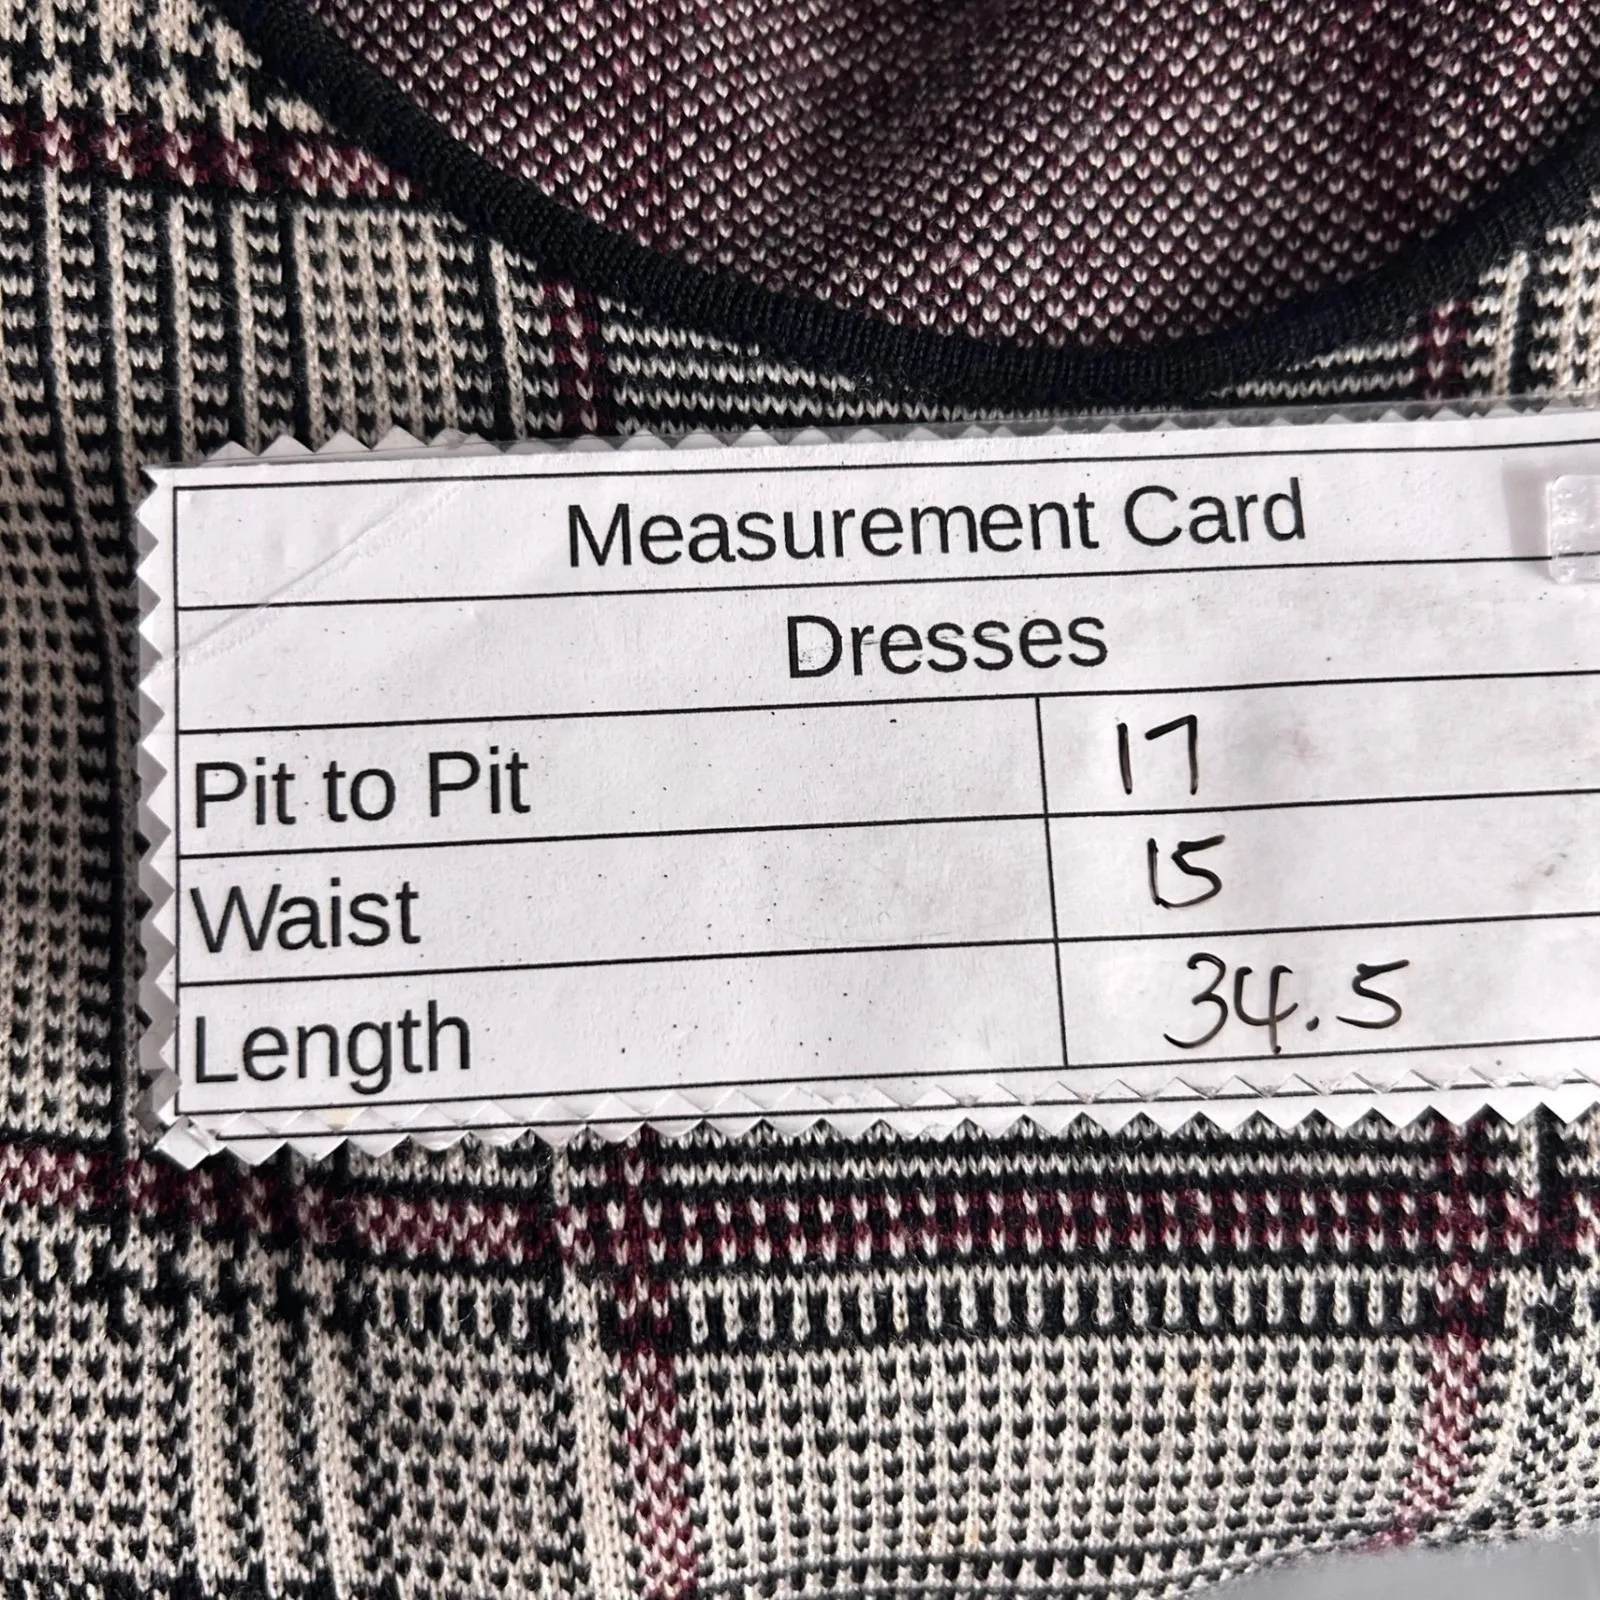 Measurement Card
Dresses
Pit to Pit 17
Waist 15
Length 34.5